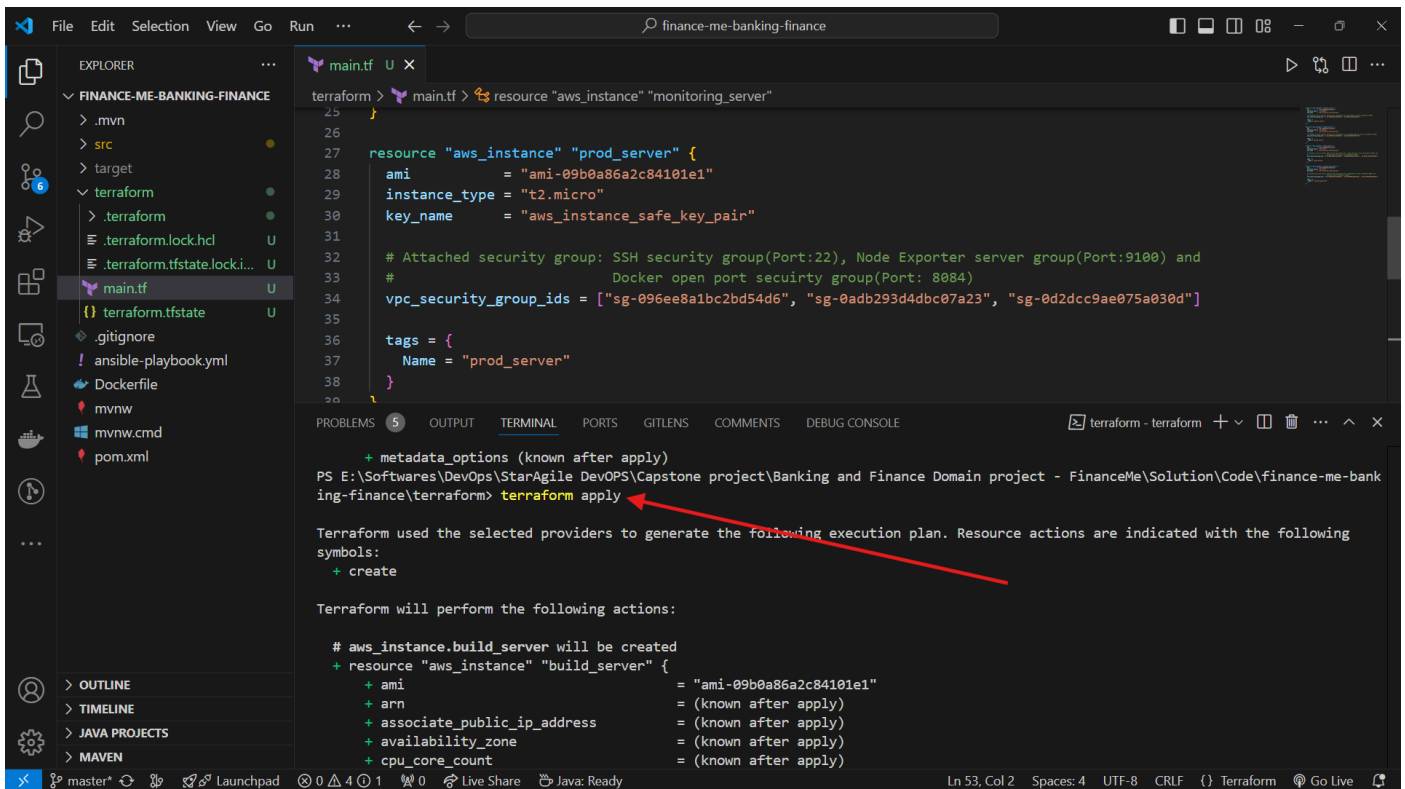 File Edit Selection View Go Run ··· finance-me-banking-finance
EXPLORER ···
FINANCE-ME-BANKING-FINANCE
.mvn
src
target
terraform
.terraform
.terraform.lock.hcl U
.terraform.tfstate.lock.i... U
main.tf U
{} terraform.tfstate U
.gitignore
! ansible-playbook.yml
Dockerfile
mvnw
mvnw.cmd
pom.xml
OUTLINE
TIMELINE
JAVA PROJECTS
MAVEN
6
main.tf U
terraform > main.tf > resource "aws_instance" "monitoring_server"
25 }
26
27 resource "aws_instance" "prod_server" {
28 ami = "ami-09b0a86a2c84101e1"
29 instance_type = "t2.micro"
30 key_name = "aws_instance_safe_key_pair"
31
32 # Attached security group: SSH security group(Port:22), Node Exporter server group(Port:9100) and
33 # Docker open port secuirty group(Port: 8084)
34 vpc_security_group_ids = ["sg-096ee8a1bc2bd54d6", "sg-0adb293d4dbc07a23", "sg-0d2dcc9ae075a030d"]
35
36 tags = {
37 Name = "prod_server"
38 }
39 }
PROBLEMS 5 OUTPUT TERMINAL PORTS GITLENS COMMENTS DEBUG CONSOLE terraform - terraform
+ metadata_options (known after apply)
PS E:\Softwares\DevOps\StarAgile DevOPS\Capstone project\Banking and Finance Domain project - FinanceMe\Solution\Code\finance-me-bank
ing-finance\terraform> terraform apply
Terraform used the selected providers to generate the following execution plan. Resource actions are indicated with the following
symbols:
+ create
Terraform will perform the following actions:
# aws_instance.build_server will be created
+ resource "aws_instance" "build_server" {
+ ami = "ami-09b0a86a2c84101e1"
+ arn = (known after apply)
+ associate_public_ip_address = (known after apply)
+ availability_zone = (known after apply)
+ cpu_core_count = (known after apply)
master* Launchpad 0 4 1 0 Live Share Java: Ready Ln 53, Col 2 Spaces: 4 UTF-8 CRLF {} Terraform Go Live